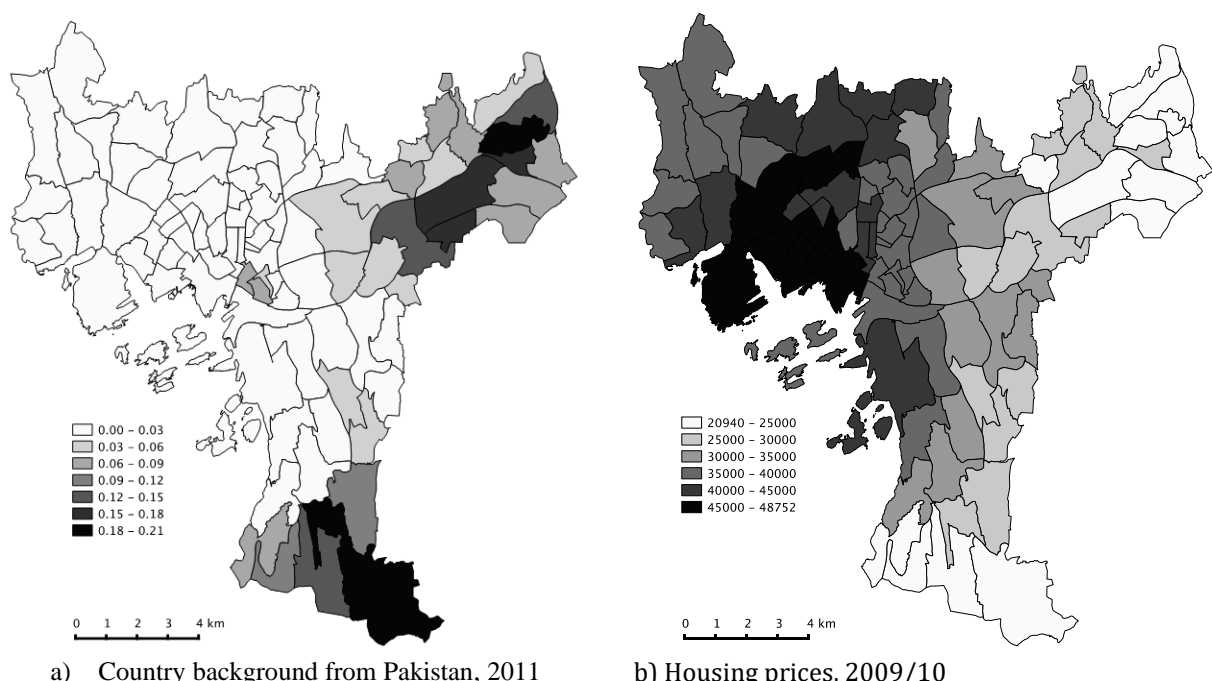 0.00 – 0.03
0.03 – 0.06
0.06 – 0.09
0.09 – 0.12
0.12 – 0.15
0.15 – 0.18
0.18 – 0.21
0 1 2 3 4 km
a) Country background from Pakistan, 2011
20940 – 25000
25000 – 30000
30000 – 35000
35000 – 40000
40000 – 45000
45000 – 48752
0 1 2 3 4 km
b) Housing prices, 2009/10